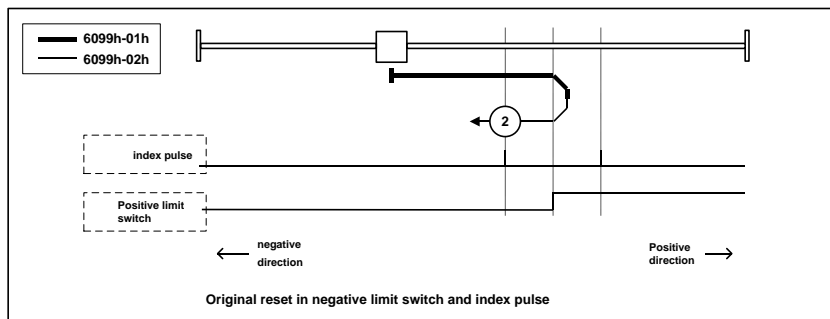 6099h-01h
6099h-02h
2
index pulse
Positive limit
switch
negative
direction
Positive
direction
Original reset in negative limit switch and index pulse